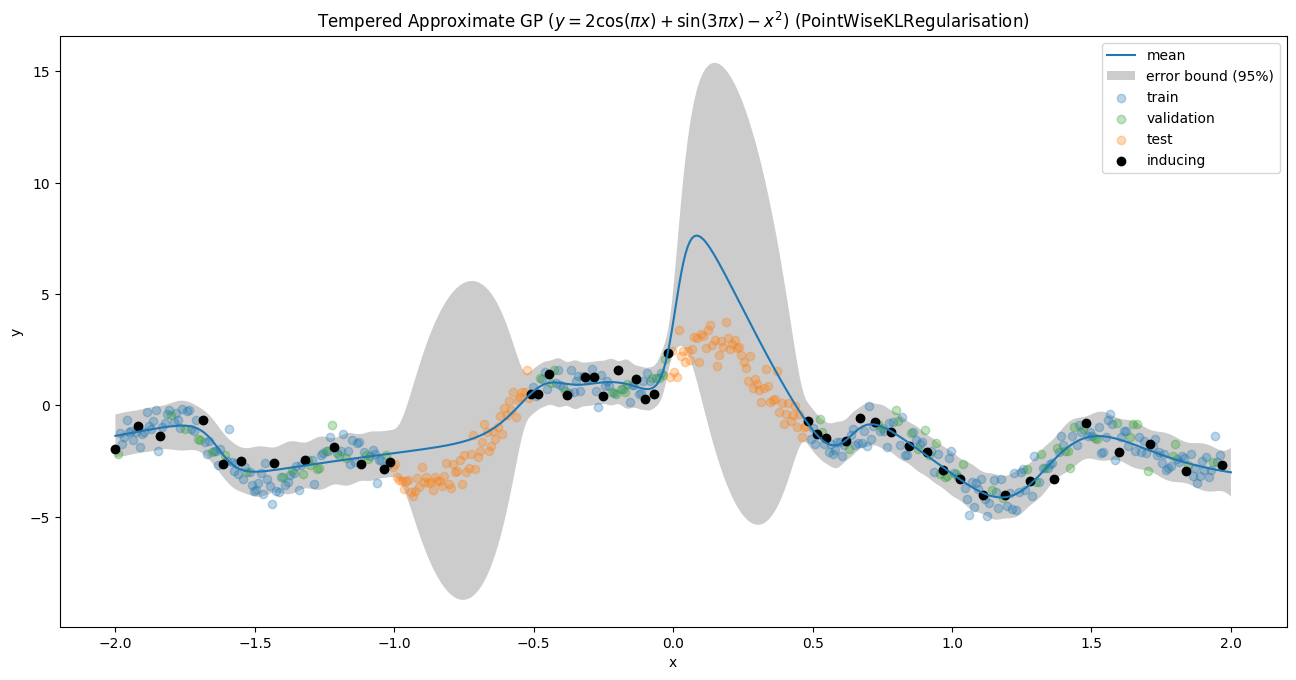 Tempered Approximate GP (y = 2cos(πx) + sin(3πx) − x²) (PointWiseKLRegularisation)
mean
error bound (95%)
train
validation
test
inducing
15
10
5
0
−5
y
−2.0 −1.5 −1.0 −0.5 0.0 0.5 1.0 1.5 2.0
x